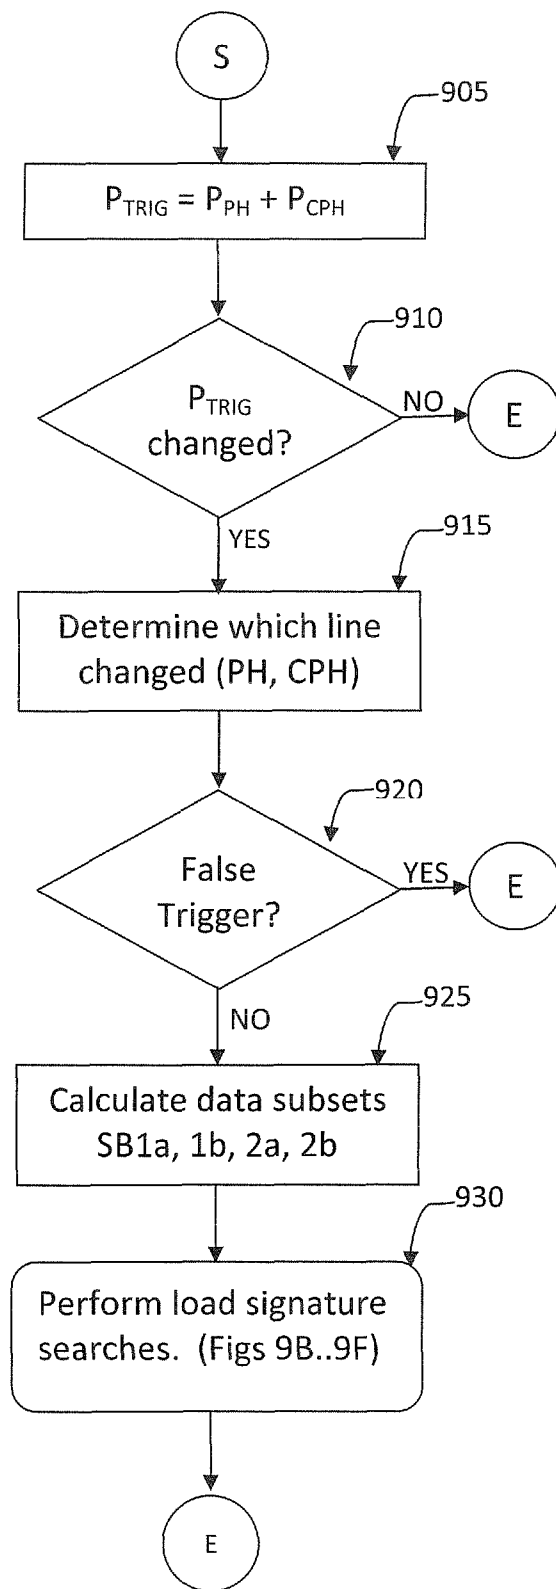 S
905
P_TRIG = P_PH + P_CPH
910
P_TRIG
changed?
NO
E
YES
915
Determine which line
changed (PH, CPH)
920
False
Trigger?
YES
E
NO
925
Calculate data subsets
SB1a, 1b, 2a, 2b
930
Perform load signature
searches. (Figs 9B..9F)
E